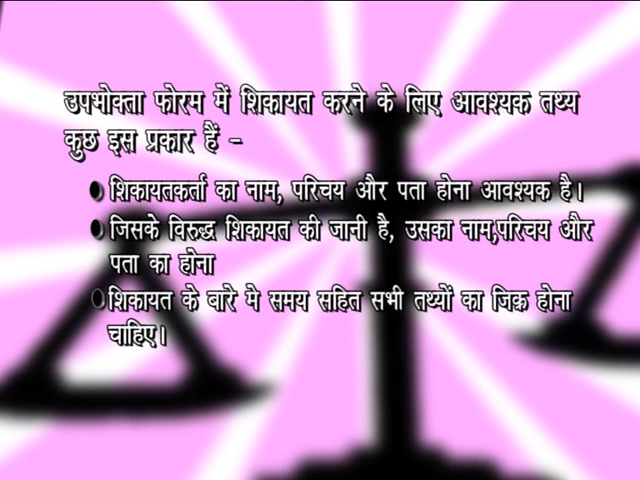 उपभोक्ता फोरम में शिकायत करने के लिए आवश्यक तथ्य
कुछ इस प्रकार हैं -
शिकायतकर्ता का नाम, परिचय और पता होना आवश्यक है।
जिसके विरुद्ध शिकायत की जानी है, उसका नाम,परिचय और
पता का होना
शिकायत के बारे मे समय सहित सभी तथ्यों का जिक्र होना
चाहिए।